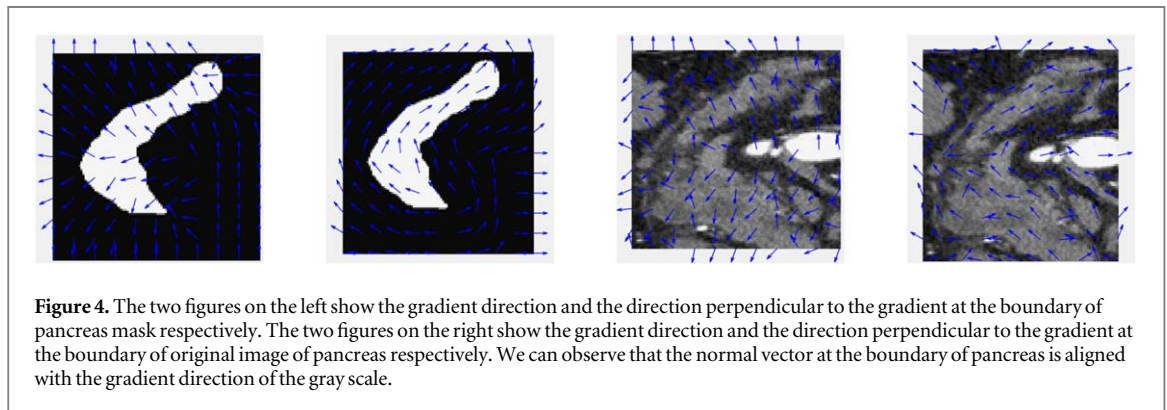 Figure 4. The two figures on the left show the gradient direction and the direction perpendicular to the gradient at the boundary of
pancreas mask respectively. The two figures on the right show the gradient direction and the direction perpendicular to the gradient at
the boundary of original image of pancreas respectively. We can observe that the normal vector at the boundary of pancreas is aligned
with the gradient direction of the gray scale.